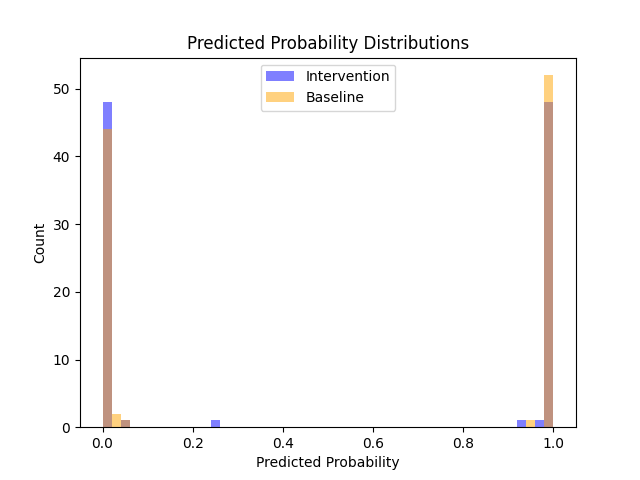 Predicted Probability Distributions
Intervention
Baseline
50
40
30
20
10
0
Count
0.0 0.2 0.4 0.6 0.8 1.0
Predicted Probability